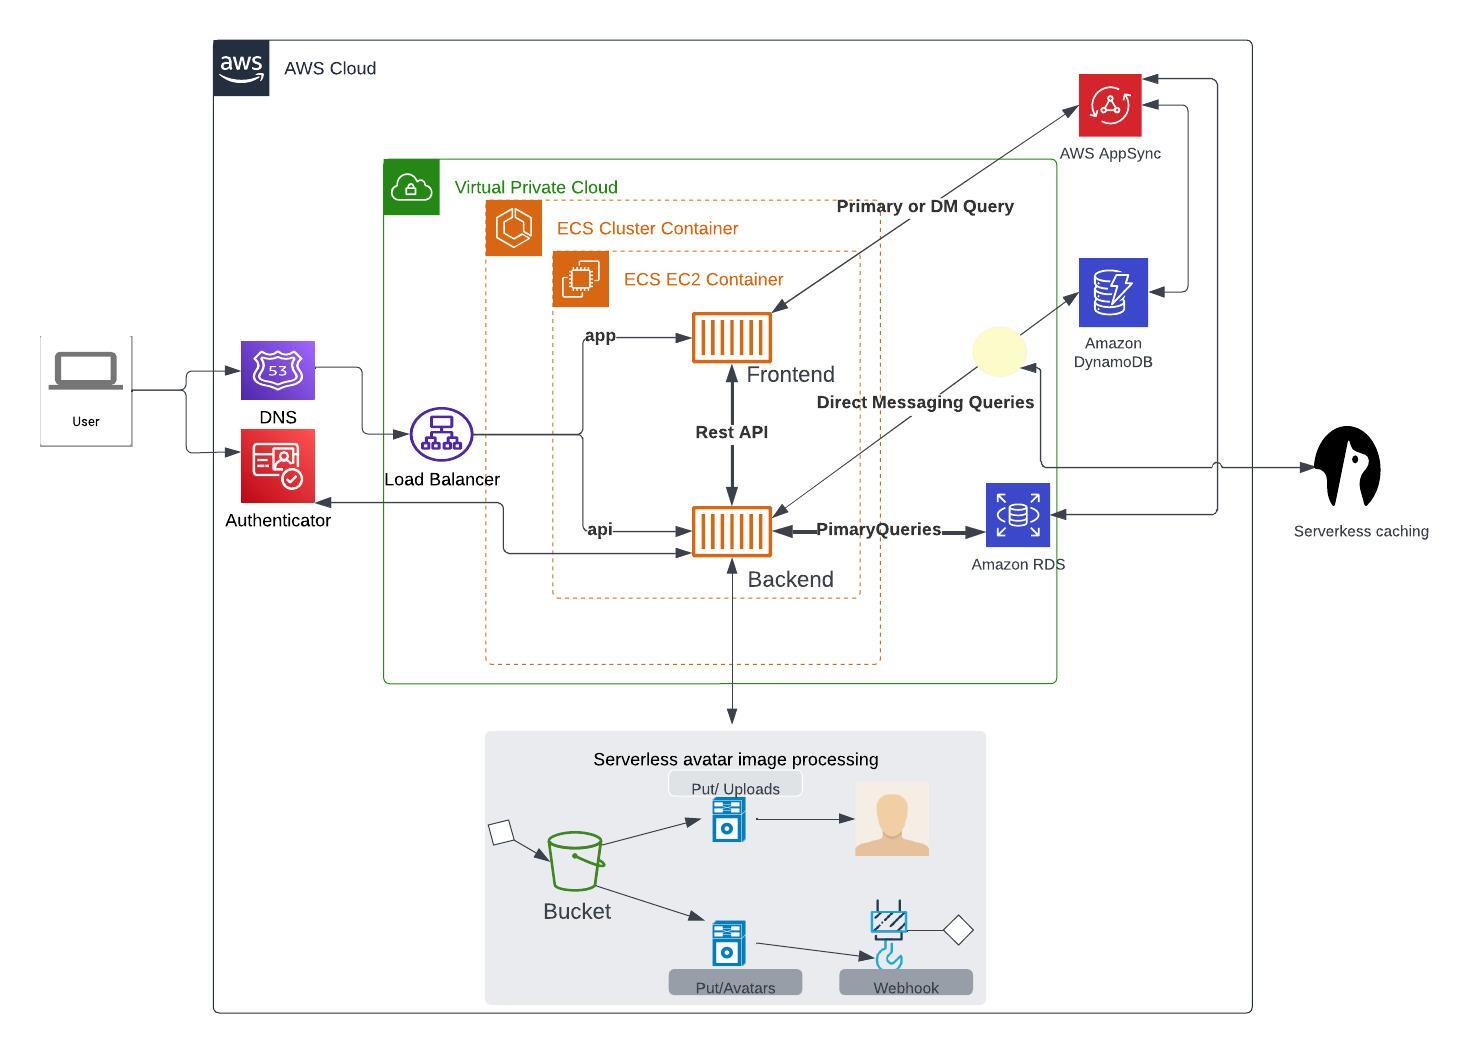 aws
AWS Cloud
AWS AppSync
Virtual Private Cloud
Primary or DM Query
ECS Cluster Container
ECS EC2 Container
app
Frontend
Amazon
DynamoDB
53
DNS
User
Direct Messaging Queries
Rest API
Load Balancer
Authenticator
api
PimaryQueries
Backend
Amazon RDS
Serverkess caching
Serverless avatar image processing
Put/ Uploads
Bucket
Put/Avatars
Webhook